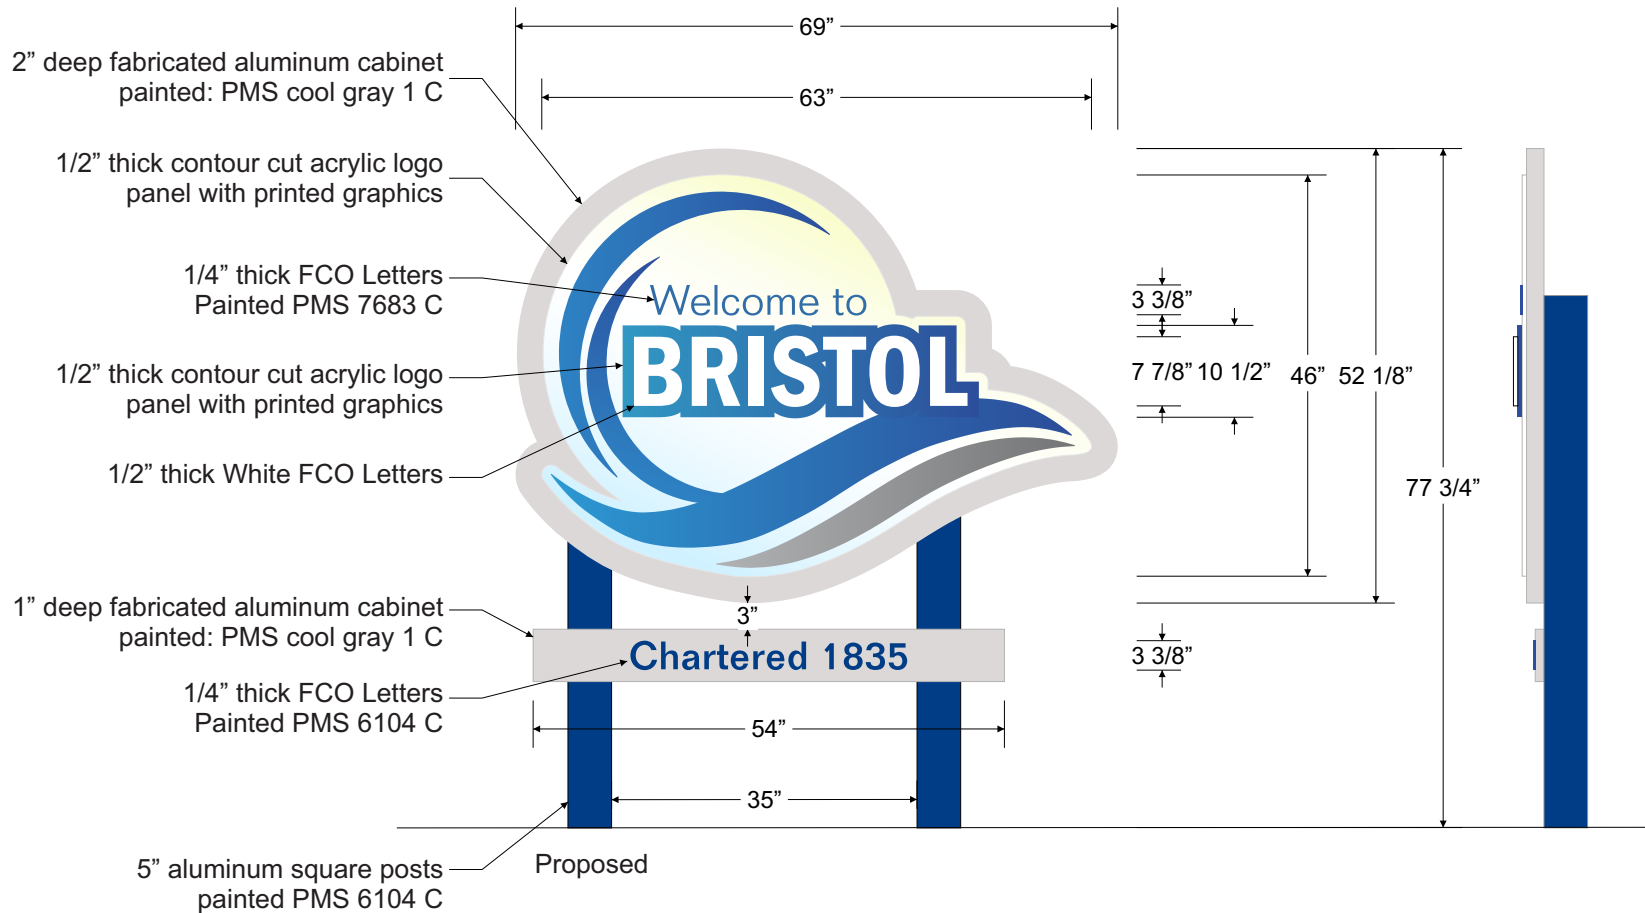 69”
63”
2” deep fabricated aluminum cabinet
painted: PMS cool gray 1 C
1/2” thick contour cut acrylic logo
panel with printed graphics
1/4” thick FCO Letters
Painted PMS 7683 C
1/2” thick contour cut acrylic logo
panel with printed graphics
1/2” thick White FCO Letters
1” deep fabricated aluminum cabinet
painted: PMS cool gray 1 C
1/4” thick FCO Letters
Painted PMS 6104 C
5” aluminum square posts
painted PMS 6104 C
Welcome to
BRISTOL
3”
Chartered 1835
54”
35”
Proposed
3 3/8”
7 7/8” 10 1/2” 46” 52 1/8”
77 3/4”
3 3/8”